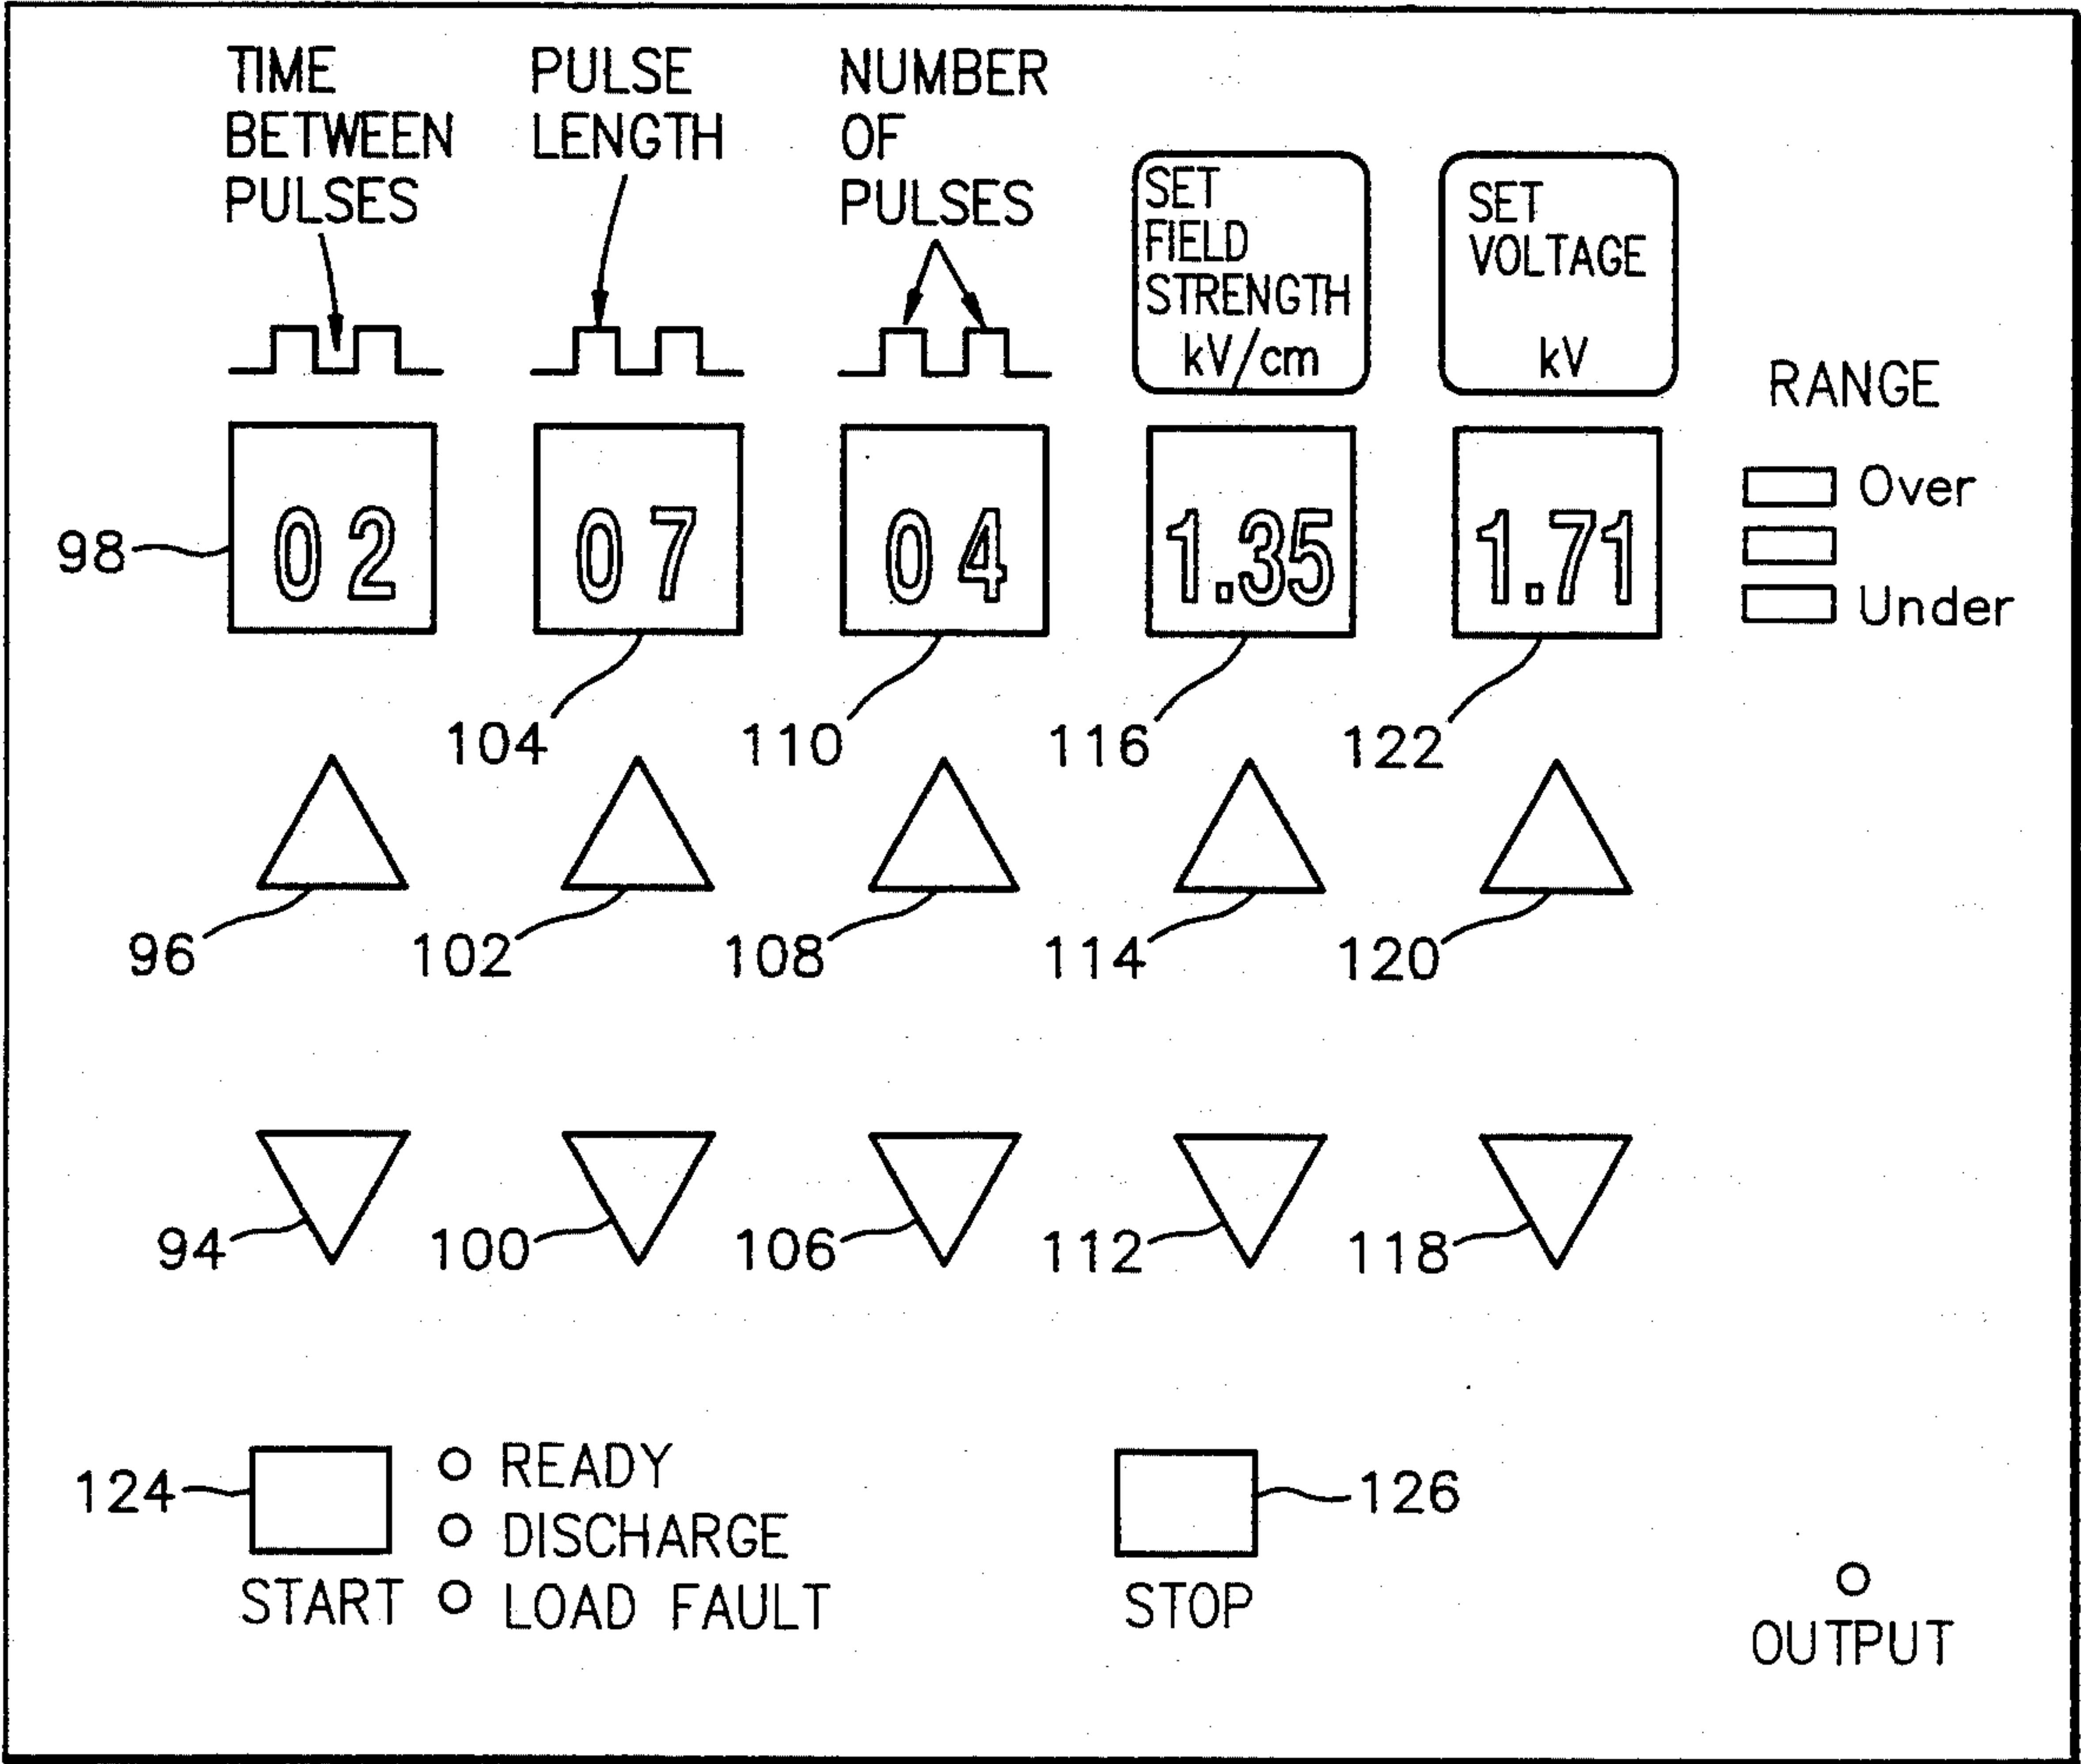 TIME
BETWEEN
PULSES
PULSE
LENGTH
NUMBER
OF
PULSES
SET
FIELD
STRENGTH
kV/cm
SET
VOLTAGE
kV
RANGE
Over
Under
98
02
07
04
1.35
1.71
104
110
116
122
96
102
108
114
120
94
100
106
112
118
124
START
READY
DISCHARGE
LOAD FAULT
126
STOP
OUTPUT